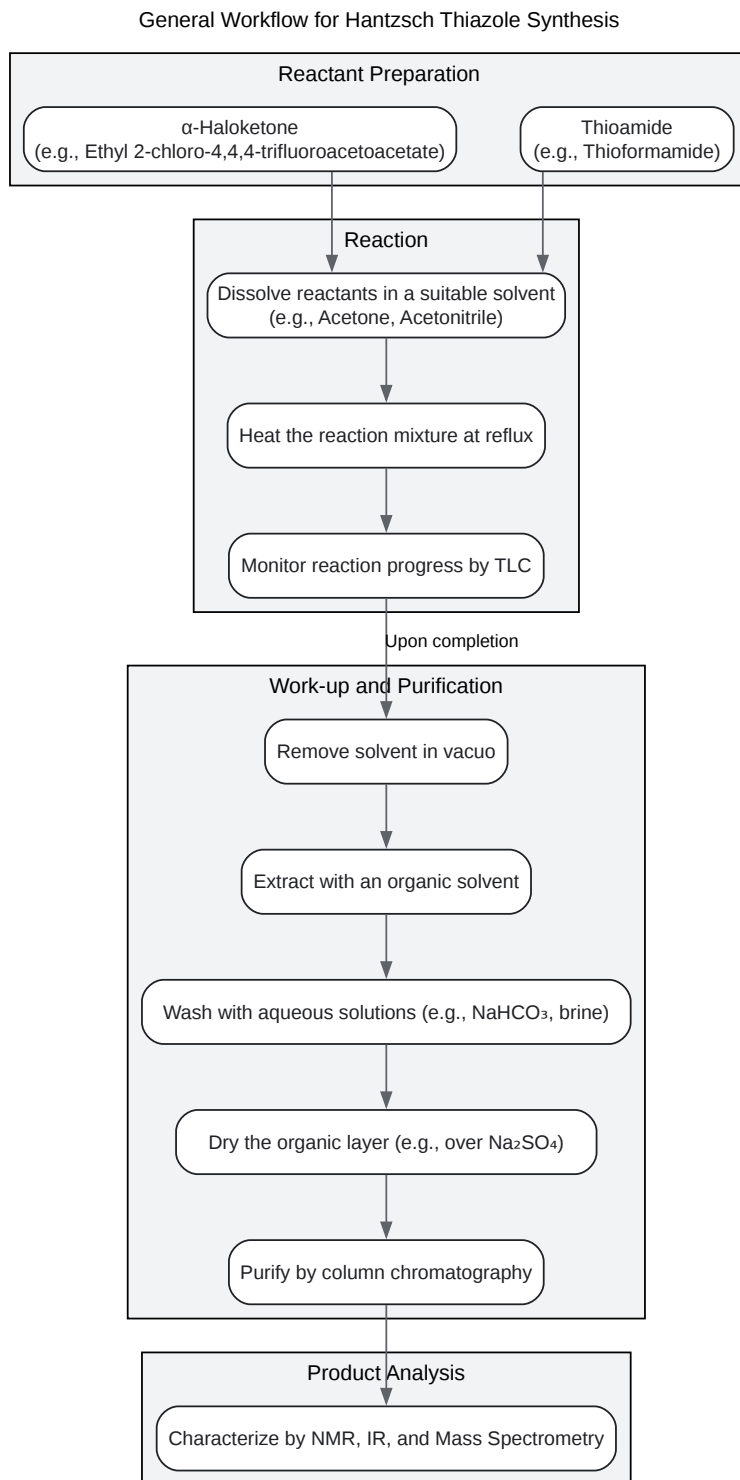 General Workflow for Hantzsch Thiazole Synthesis
Reactant Preparation
α-Haloketone
(e.g., Ethyl 2-chloro-4,4,4-trifluoroacetoacetate)
Thioamide
(e.g., Thioformamide)
Reaction
Dissolve reactants in a suitable solvent
(e.g., Acetone, Acetonitrile)
Heat the reaction mixture at reflux
Monitor reaction progress by TLC
Upon completion
Work-up and Purification
Remove solvent in vacuo
Extract with an organic solvent
Wash with aqueous solutions (e.g., NaHCO₃, brine)
Dry the organic layer (e.g., over Na₂SO₄)
Purify by column chromatography
Product Analysis
Characterize by NMR, IR, and Mass Spectrometry